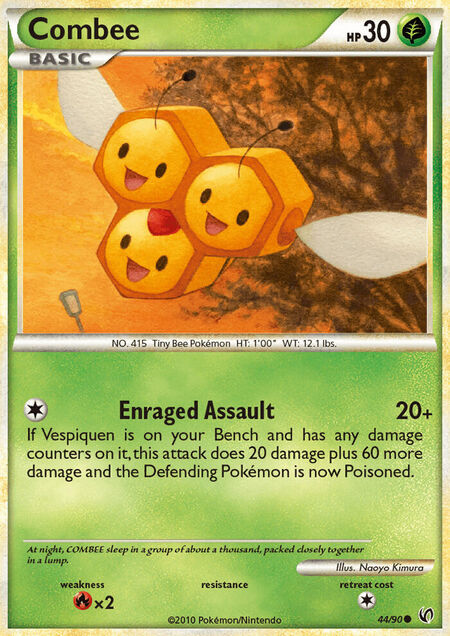 Combee HP 30
BASIC
NO. 415 Tiny Bee Pokémon HT: 1'00" WT: 12.1 lbs.
Enraged Assault 20+
If Vespiquen is on your Bench and has any damage
counters on it, this attack does 20 damage plus 60 more
damage and the Defending Pokémon is now Poisoned.
At night, COMBEE sleep in a group of about a thousand, packed closely together
in a lump.
Illus. Naoyo Kimura
weakness resistance retreat cost
×2
©2010 Pokémon/Nintendo 44/90